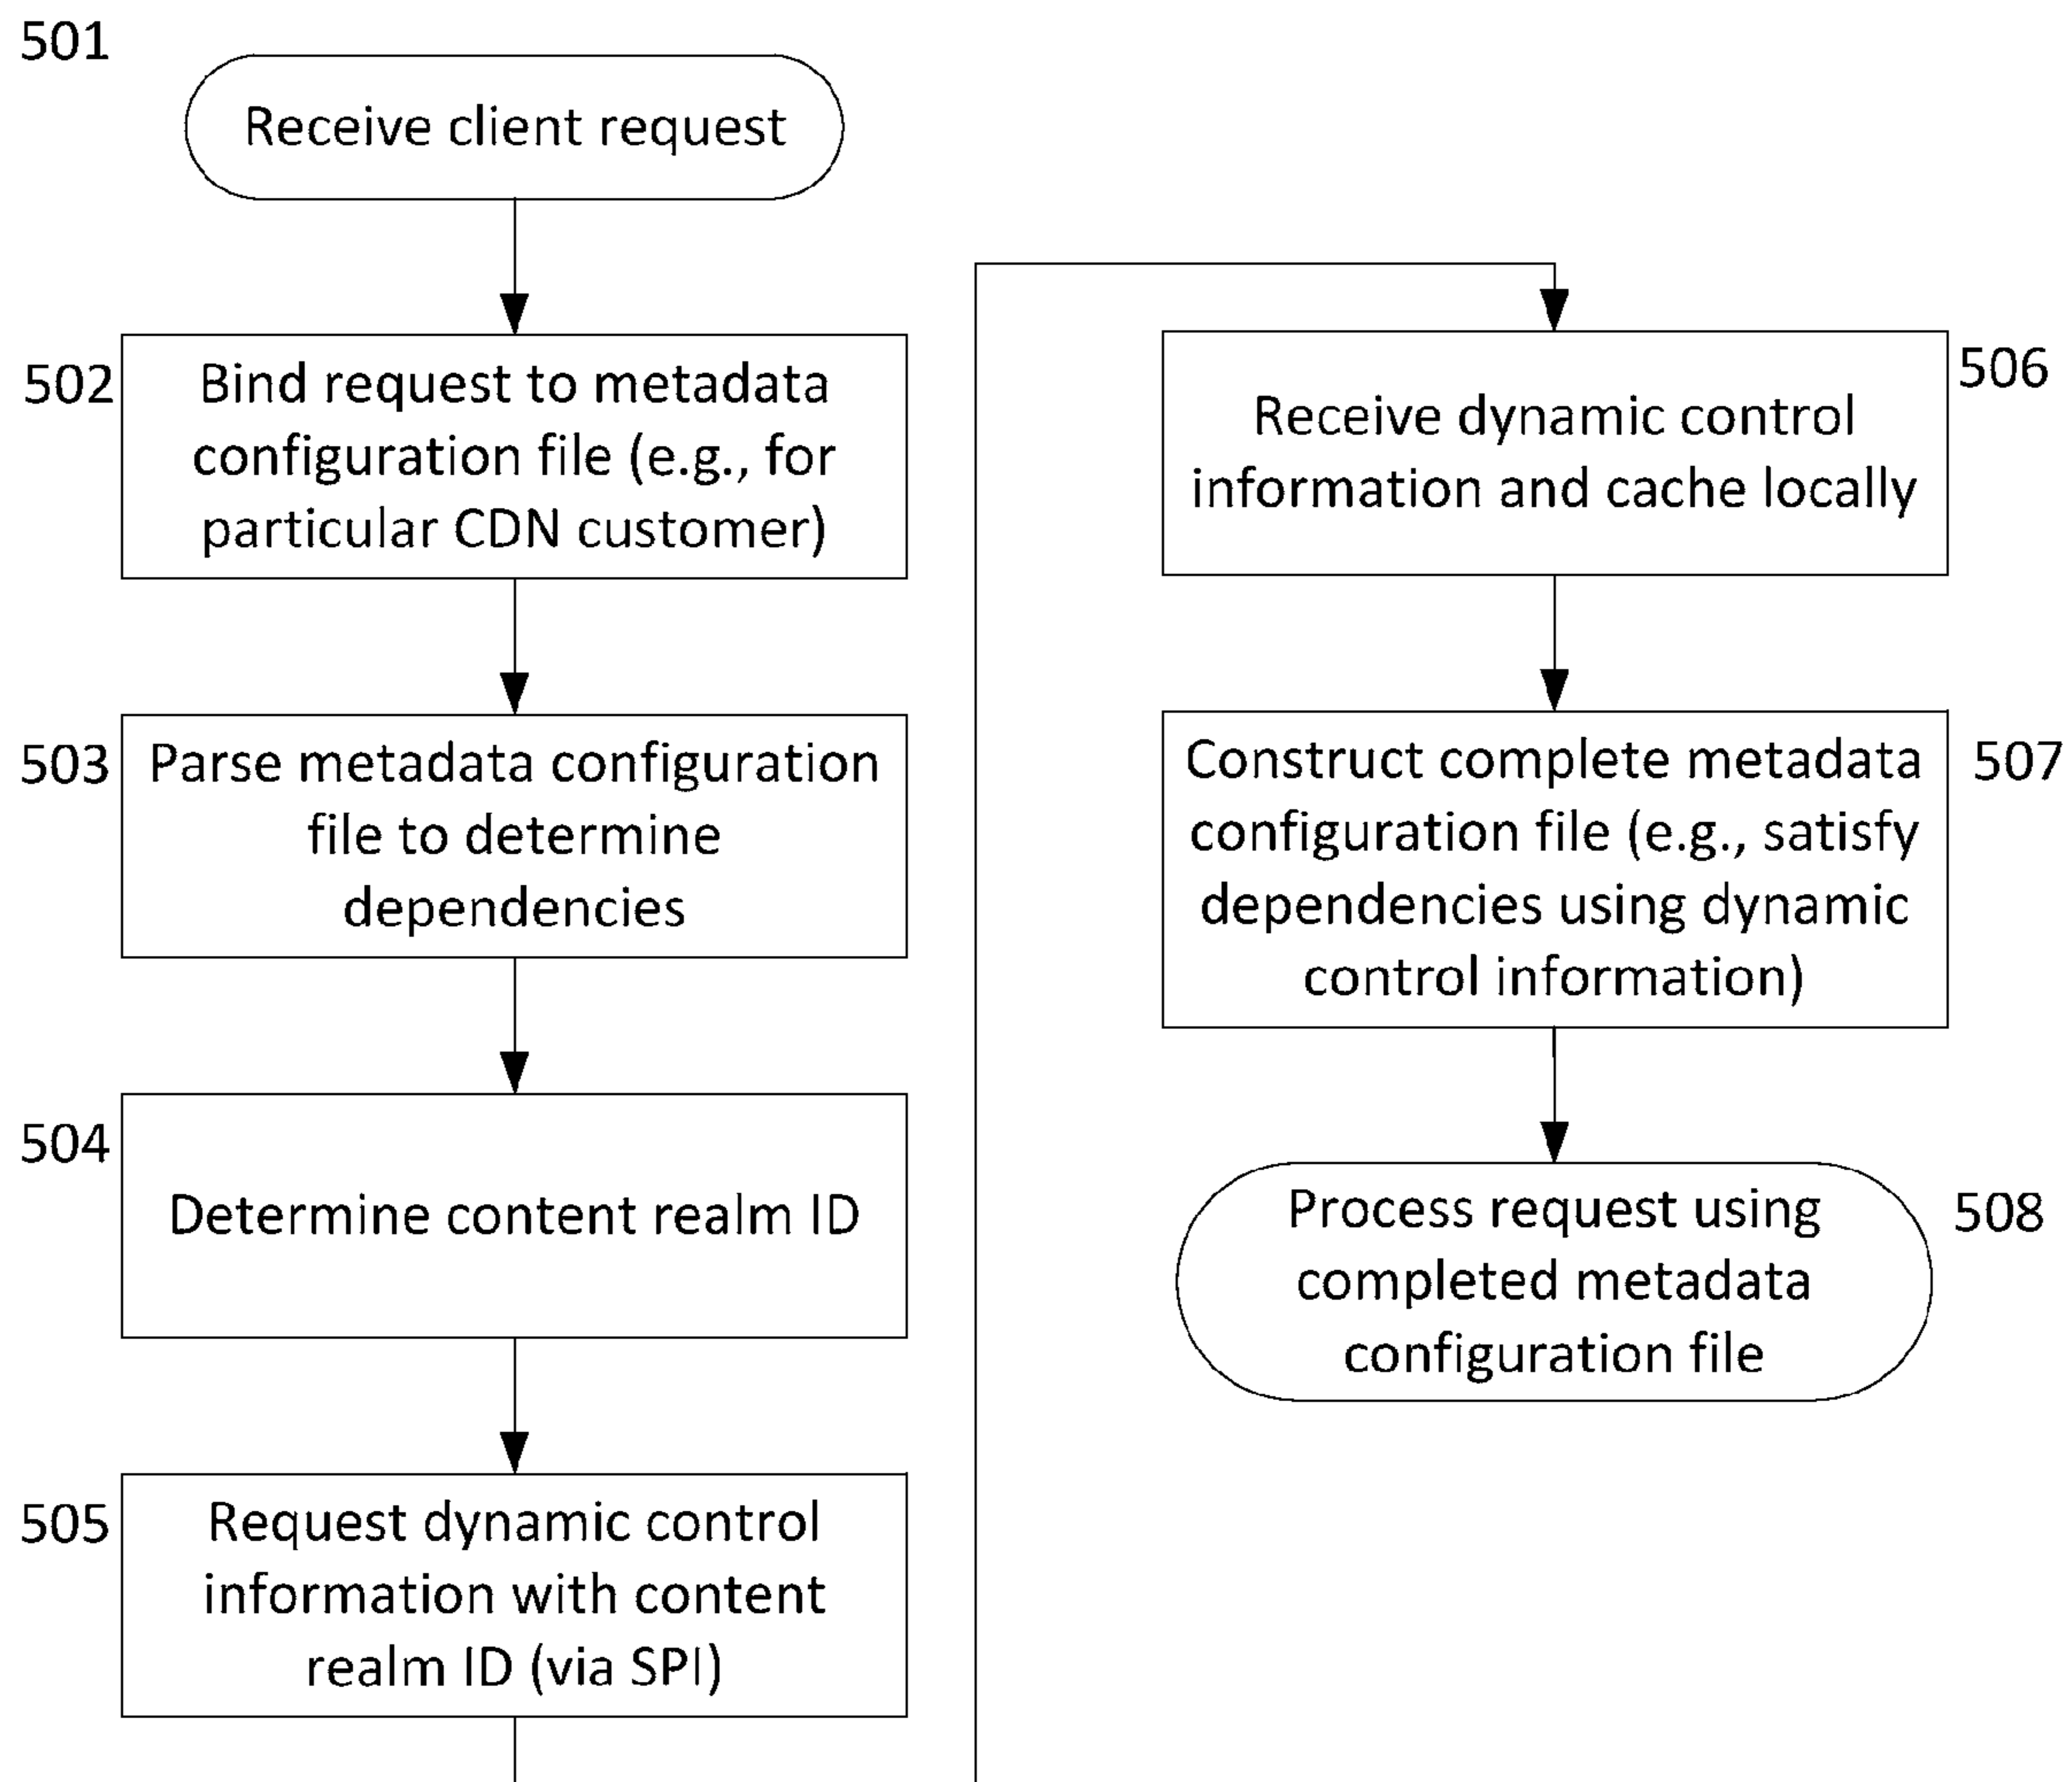 501
Receive client request
502
Bind request to metadata
configuration file (e.g., for
particular CDN customer)
503
Parse metadata configuration
file to determine
dependencies
504
Determine content realm ID
505
Request dynamic control
information with content
realm ID (via SPI)
506
Receive dynamic control
information and cache locally
507
Construct complete metadata
configuration file (e.g., satisfy
dependencies using dynamic
control information)
508
Process request using
completed metadata
configuration file